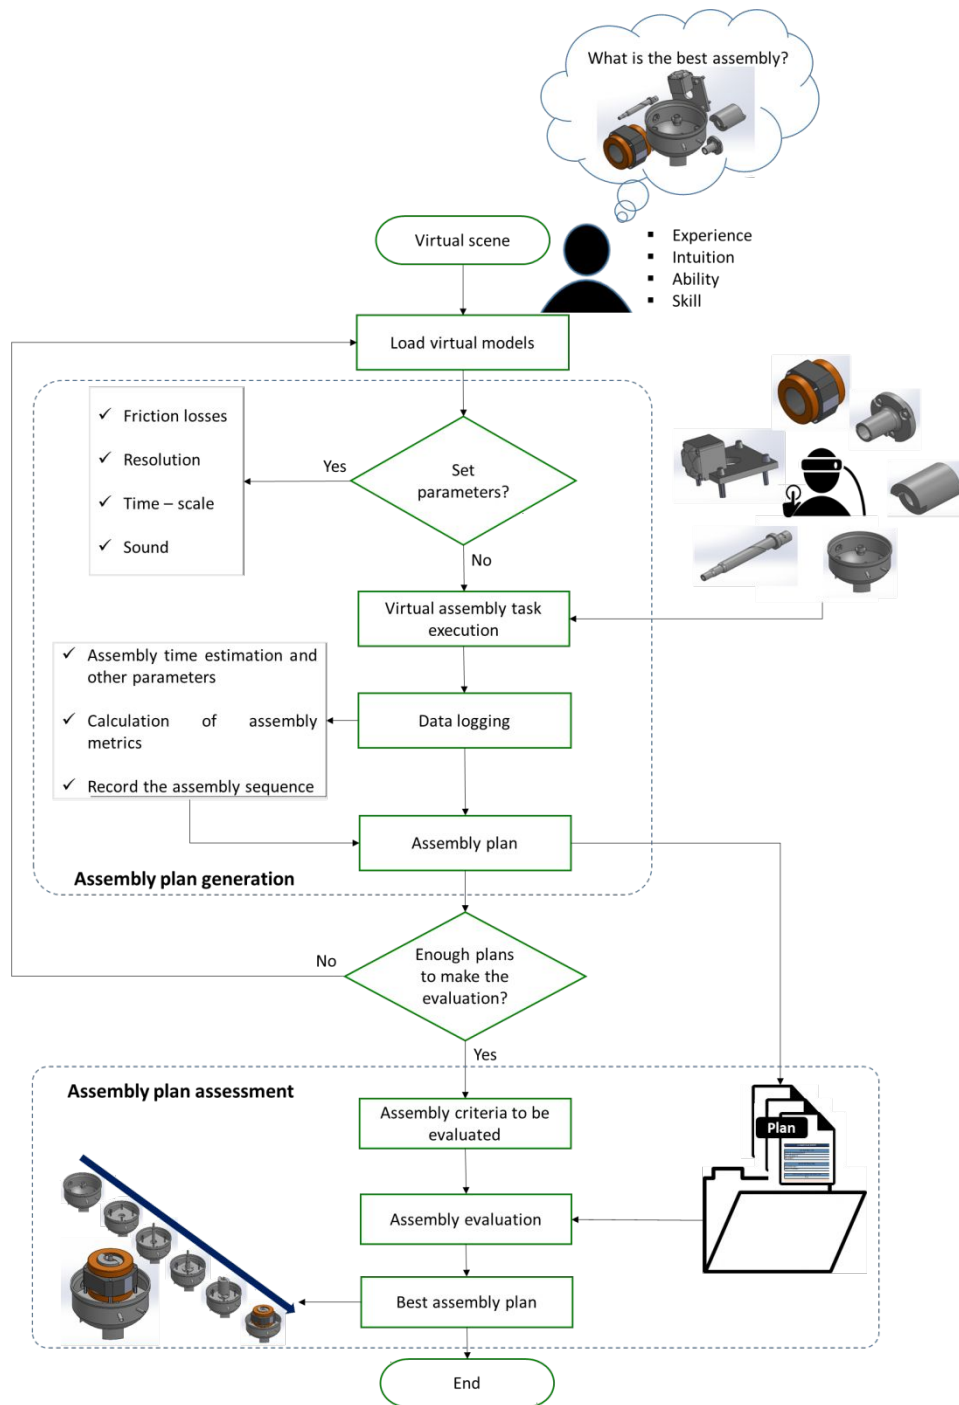 What is the best assembly?
Virtual scene
▪ Experience
▪ Intuition
▪ Ability
▪ Skill
Load virtual models
✓ Friction losses
✓ Resolution
✓ Time – scale
✓ Sound
Yes
Set
parameters?
No
Virtual assembly task
execution
✓ Assembly time estimation and
other parameters
✓ Calculation of assembly
metrics
✓ Record the assembly sequence
Data logging
Assembly plan
Assembly plan generation
No
Enough plans
to make the
evaluation?
Yes
Assembly plan assessment
Assembly criteria to be
evaluated
Plan
Assembly evaluation
Best assembly plan
End